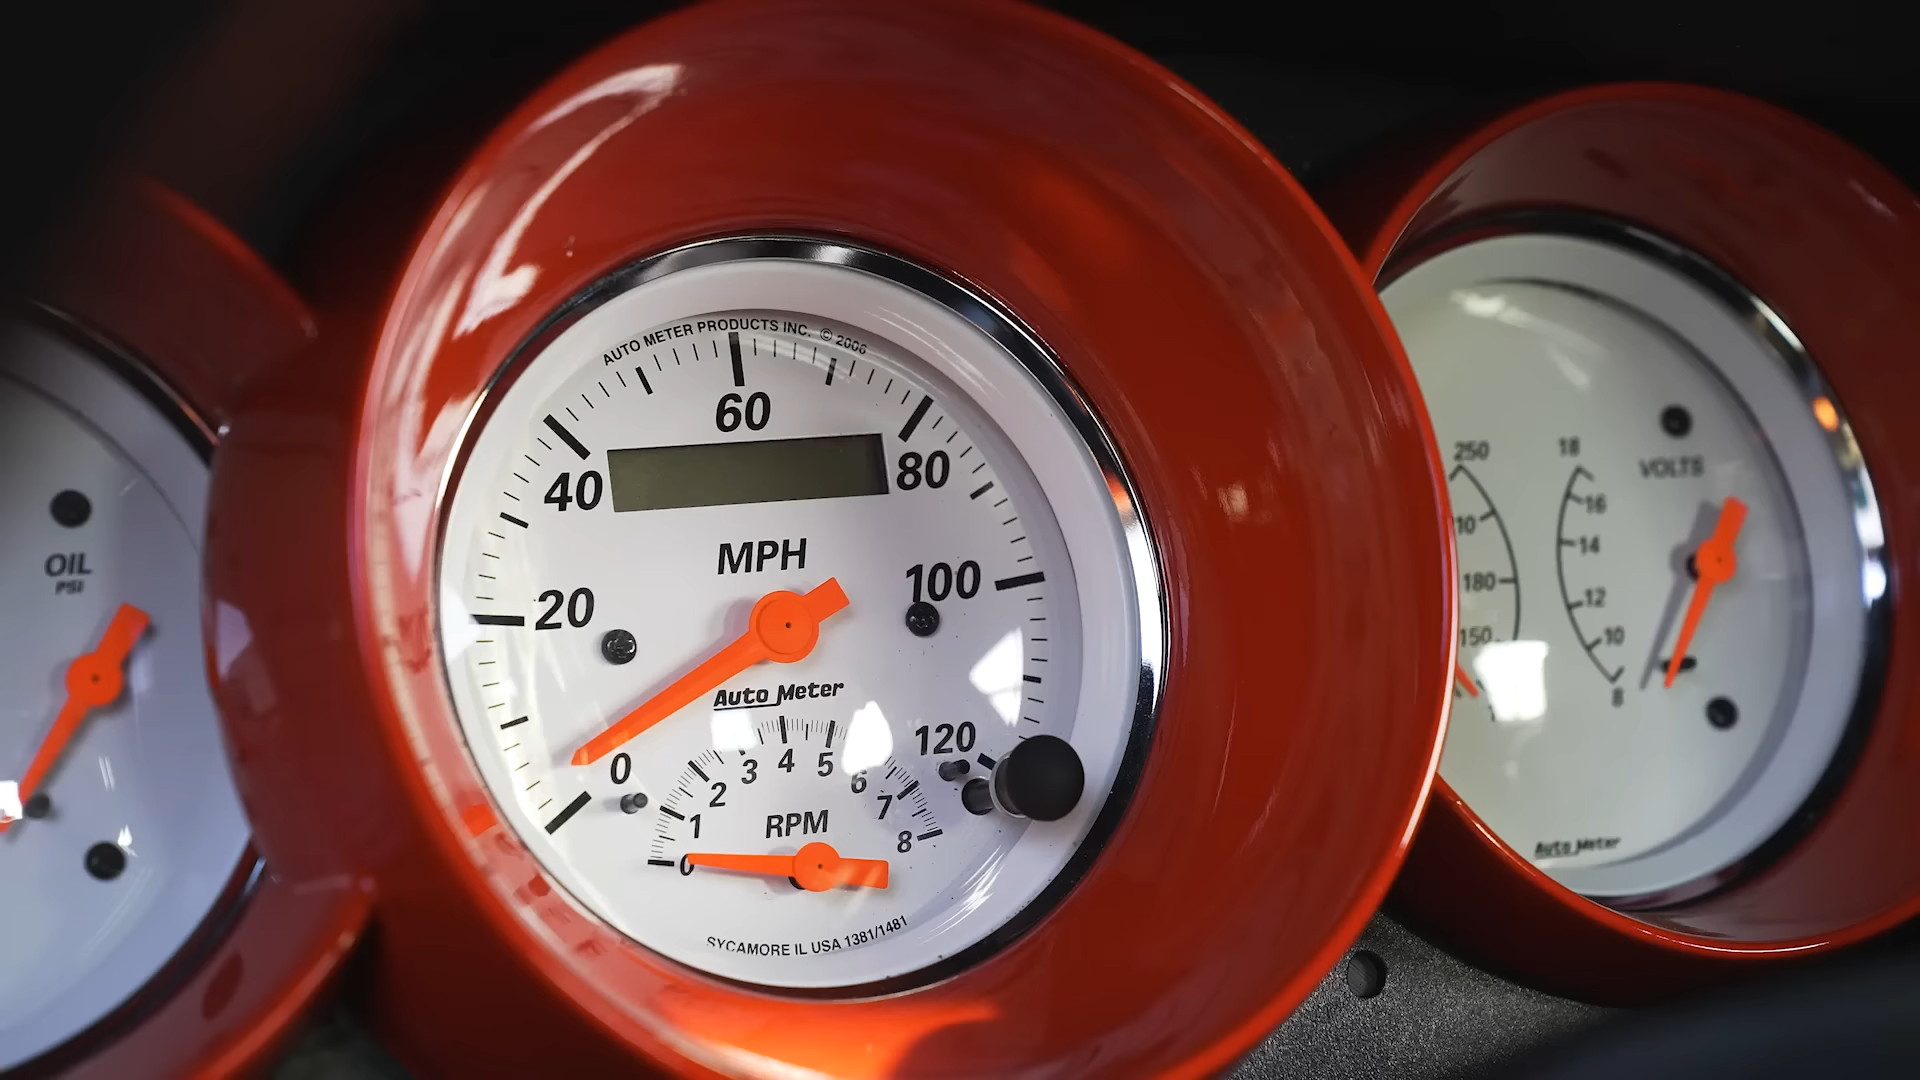 OIL
PSI
AUTO METER PRODUCTS INC. © 2006
60
40
80
MPH
20
100
Auto Meter
0
120
0 1 2 3 4 5 6 7 8
RPM
SYCAMORE IL USA 1381/1481
250
180
150
18
16
14
12
10
8
VOLTS
Auto Meter